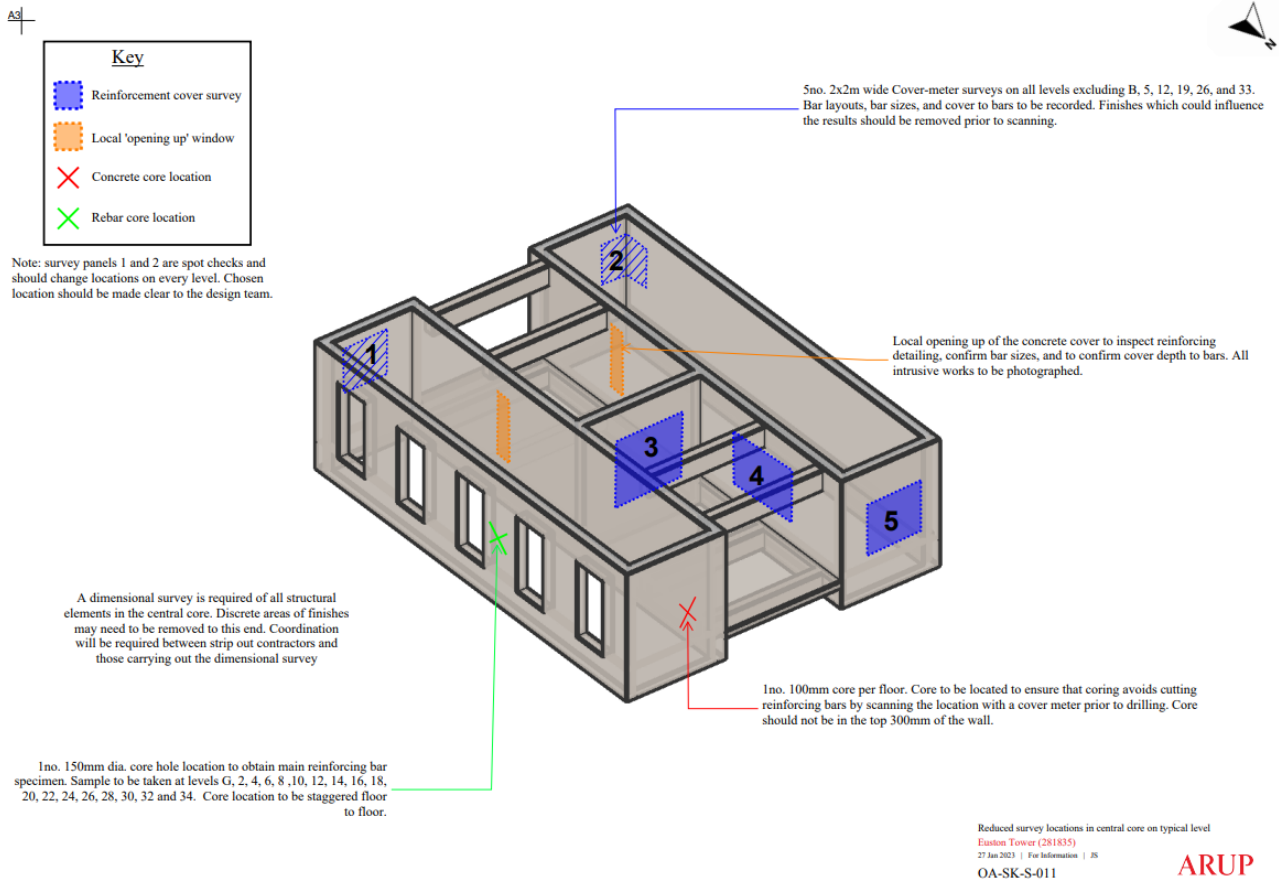 A3
Key
Reinforcement cover survey
Local 'opening up' window
Concrete core location
Rebar core location
Note: survey panels 1 and 2 are spot checks and
should change locations on every level. Chosen
location should be made clear to the design team.
N
5no. 2x2m wide Cover-meter surveys on all levels excluding B, 5, 12, 19, 26, and 33.
Bar layouts, bar sizes, and cover to bars to be recorded. Finishes which could influence
the results should be removed prior to scanning.
2
1
Local opening up of the concrete cover to inspect reinforcing
detailing, confirm bar sizes, and to confirm cover depth to bars. All
intrusive works to be photographed.
3
4
5
A dimensional survey is required of all structural
elements in the central core. Discrete areas of finishes
may need to be removed to this end. Coordination
will be required between strip out contractors and
those carrying out the dimensional survey
1no. 100mm core per floor. Core to be located to ensure that coring avoids cutting
reinforcing bars by scanning the location with a cover meter prior to drilling. Core
should not be in the top 300mm of the wall.
1no. 150mm dia. core hole location to obtain main reinforcing bar
specimen. Sample to be taken at levels G, 2, 4, 6, 8 ,10, 12, 14, 16, 18,
20, 22, 24, 26, 28, 30, 32 and 34. Core location to be staggered floor
to floor.
Reduced survey locations in central core on typical level
Euston Tower (281835)
27 Jan 2023 | For Information | JS
OA-SK-S-011
ARUP